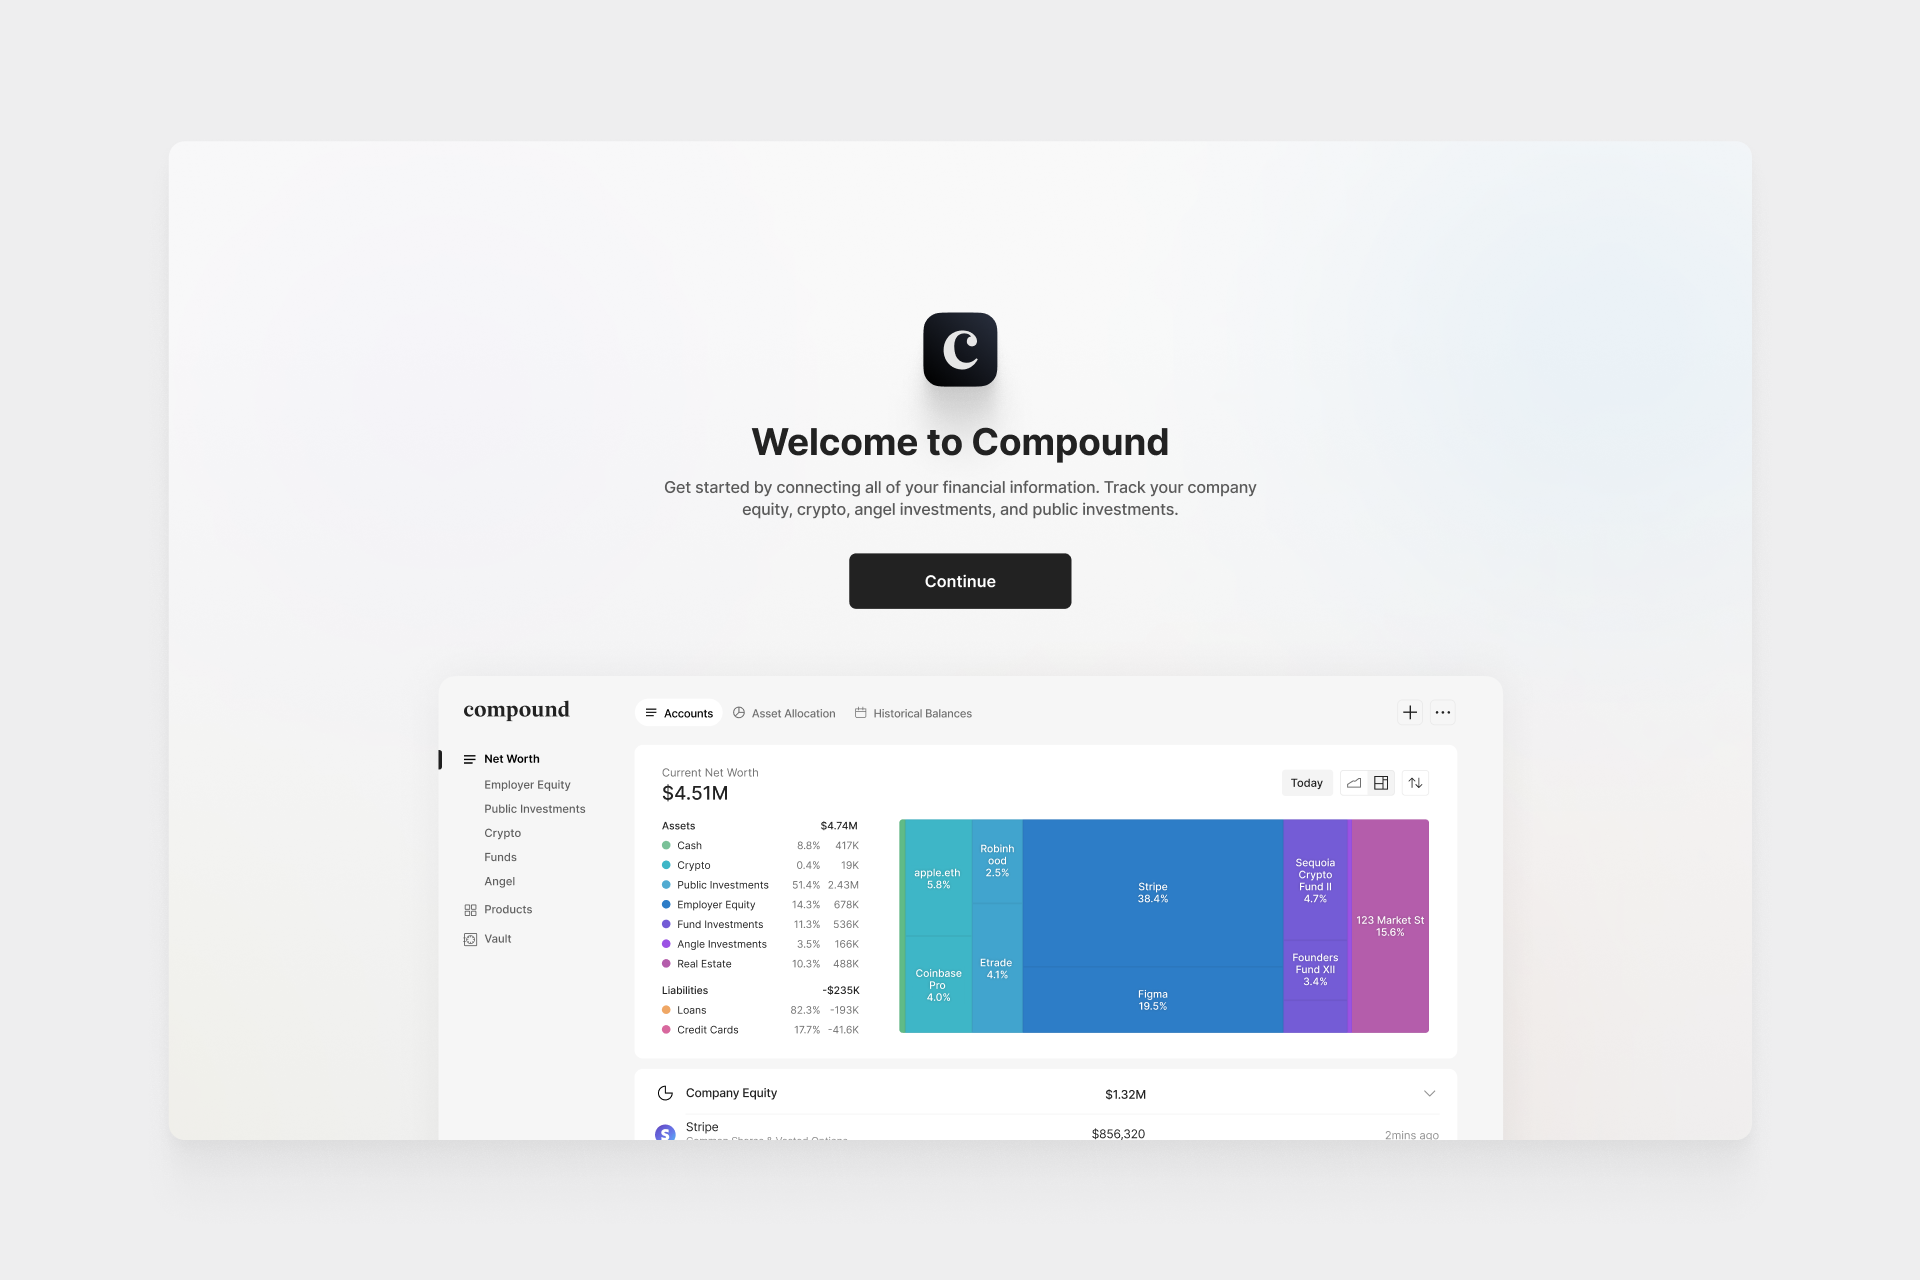 C
Welcome to Compound
Get started by connecting all of your financial information. Track your company
equity, crypto, angel investments, and public investments.
Continue
compound
Accounts
Asset Allocation
Historical Balances
Net Worth
Employer Equity
Public Investments
Crypto
Funds
Angel
Products
Vault
Current Net Worth
$4.51M
Today
Assets $4.74M
Cash 8.8% 417K
Crypto 0.4% 19K
Public Investments 51.4% 2.43M
Employer Equity 14.3% 678K
Fund Investments 11.3% 536K
Angle Investments 3.5% 166K
Real Estate 10.3% 488K
Liabilities -$235K
Loans 82.3% -193K
Credit Cards 17.7% -41.6K
apple.eth
5.8%
Coinbase
Pro
4.0%
Robinh
ood
2.5%
Etrade
4.1%
Stripe
38.4%
Figma
19.5%
Sequoia
Crypto
Fund II
4.7%
Founders
Fund XII
3.4%
123 Market St
15.6%
Company Equity $1.32M
Stripe $856,320 2mins ago